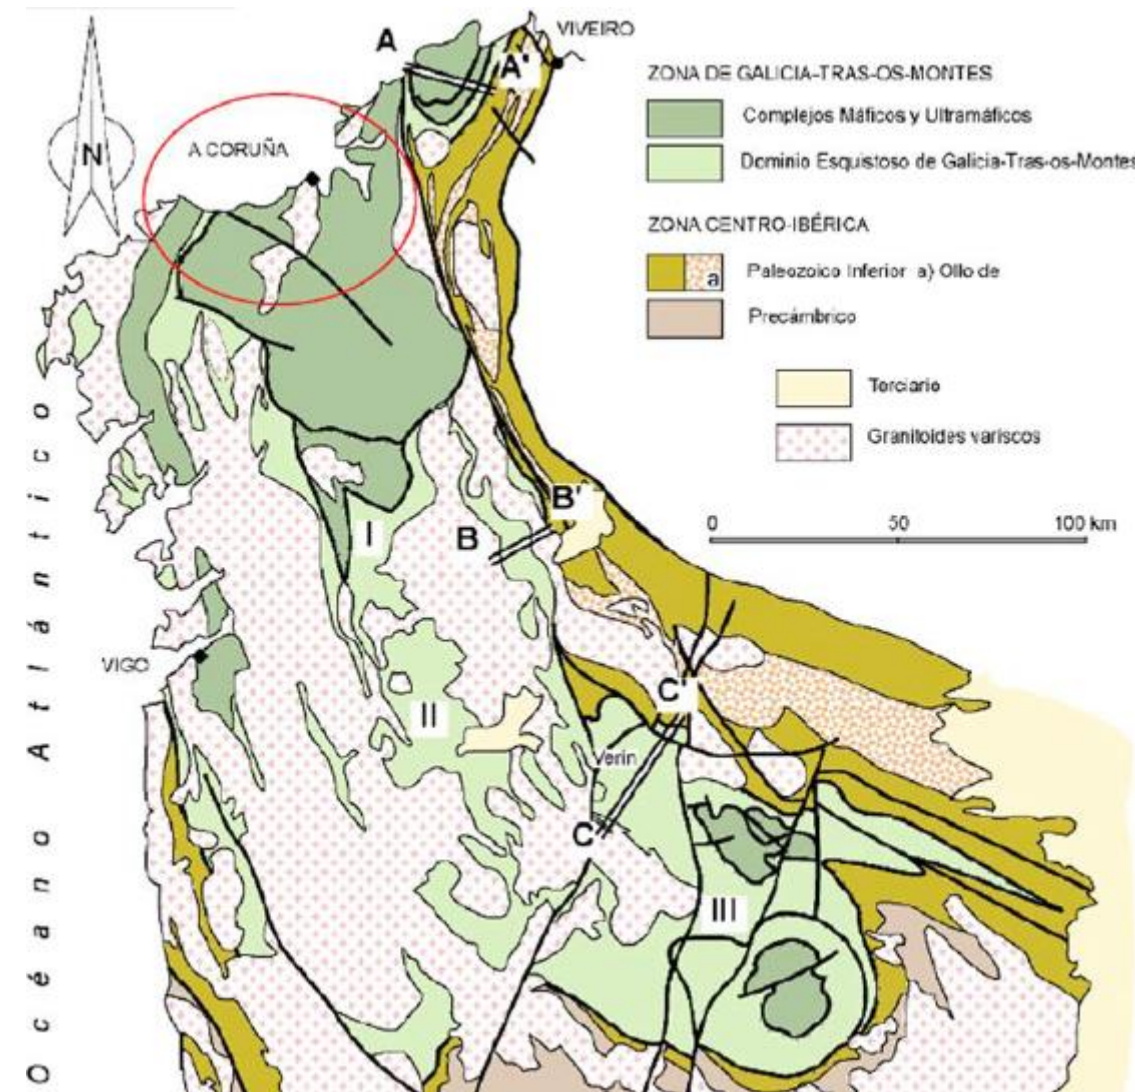 VIVEIRO
A
A'
N
A CORUÑA
ZONA DE GALICIA-TRAS-OS-MONTES
Complejos Máficos y Ultramáficos
Dominio Esquistoso de Galicia-Tras-os-Montes
ZONA CENTRO-IBÉRICA
a
Paleozoico Inferior a) Ollo de
Precámbrico
Terciario
Granitoides variscos
0 50 100 km
B'
B
I
VIGO
II
C'
Verín
C
III
Océano Atlántico